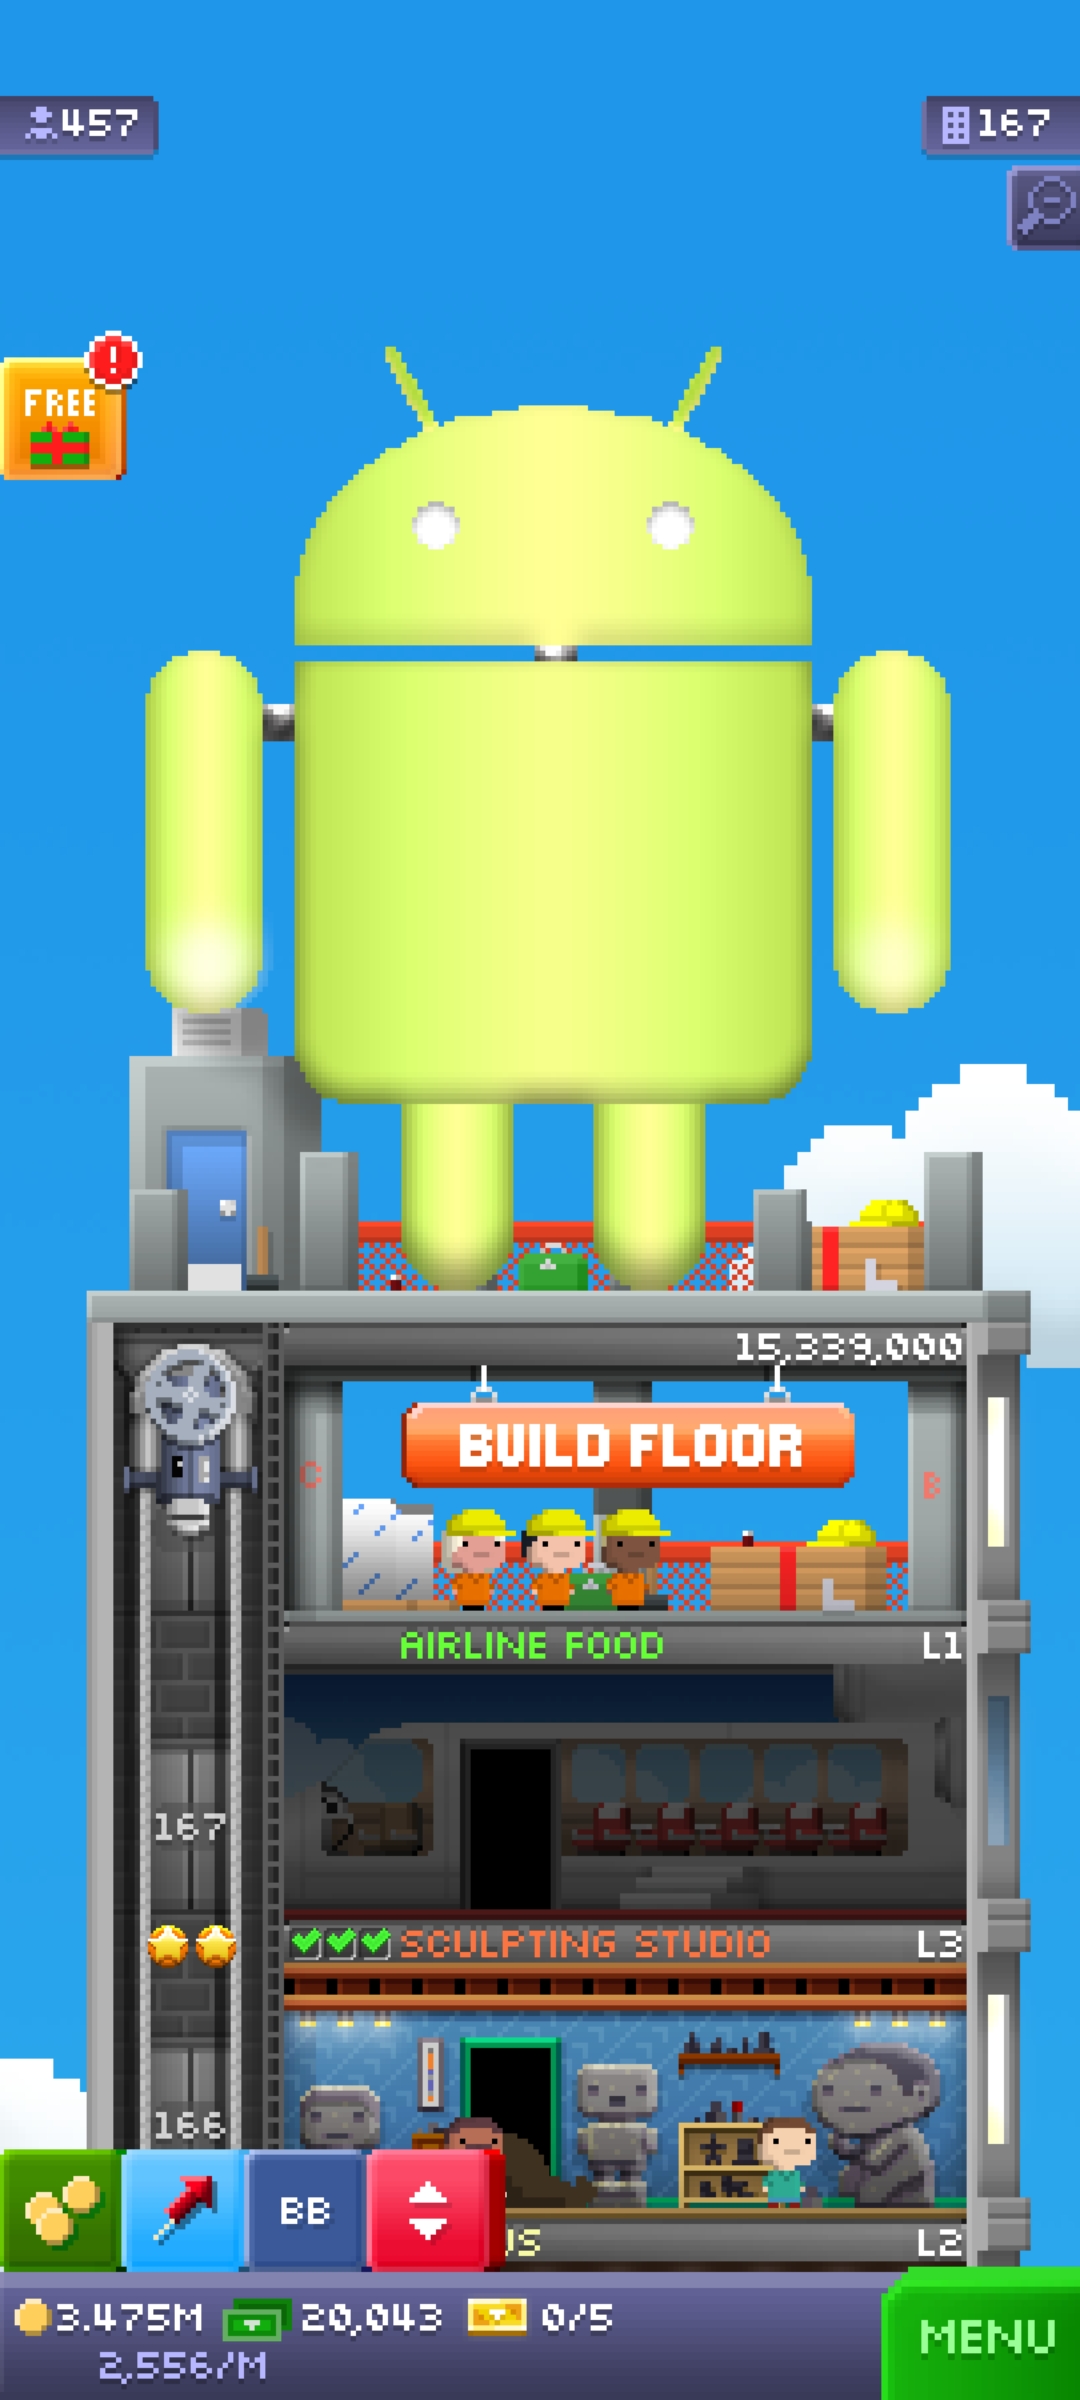 457
167
FREE
15,339,000
BUILD FLOOR
C
B
AIRLINE FOOD
L1
167
SCULPTING STUDIO
L3
166
BB
US
L2
3.475M
20,043
0/5
2,556/M
MENU